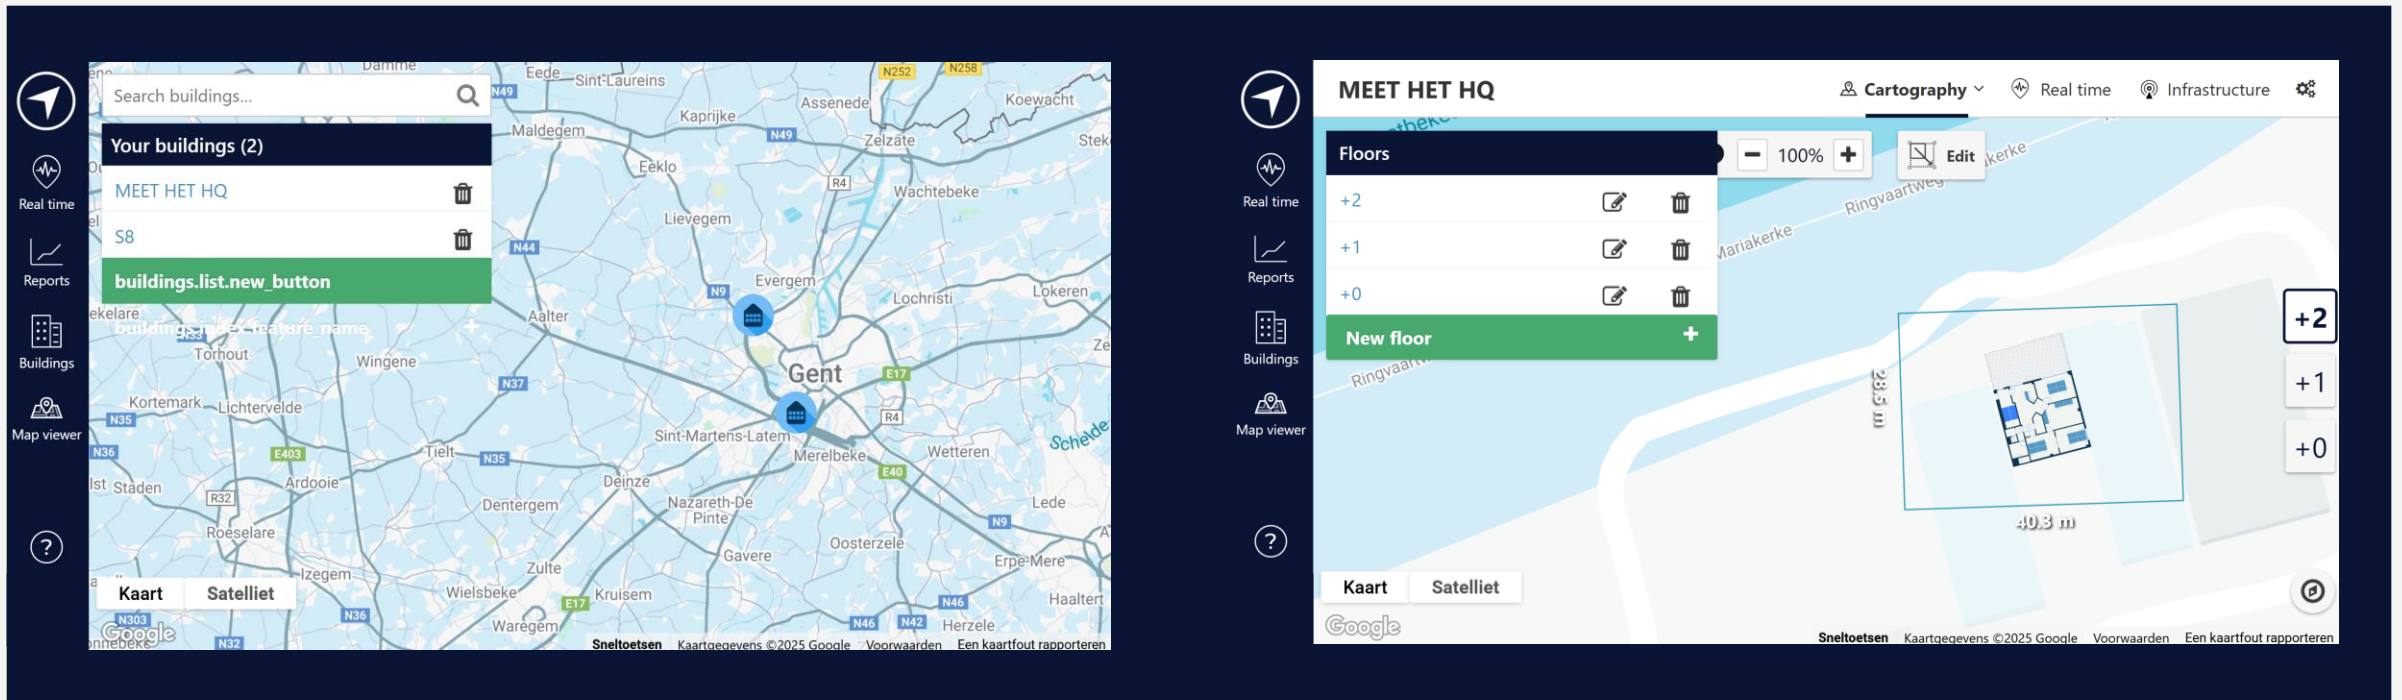 Real time
Reports
Buildings
Map viewer
?
Search buildings...
Your buildings (2)
MEET HET HQ
S8
buildings.list.new_button
buildings.index.feature_name +
Damme
Eede
Sint-Laureins
N252
N258
N49
Assenede
Koewacht
Kaprijke
Maldegem
N49
Zelzate
Stek
Eeklo
R4
Wachtebeke
Lievegem
N44
Evergem
N9
Lochristi
Lokeren
ekelare
Aalter
N33
Torhout
Wingene
Gent
E17
N37
Kortemark
Lichtervelde
N35
R4
Sint-Martens-Latem
Schelde
Merelbeke
Wetteren
N36
E403
Tielt
N35
E40
Staden
R32
Ardooie
Deinze
Dentergem
Nazareth-De
Pinte
Lede
N9
Roeselare
Oosterzele
Gavere
Erpe-Mere
Izegem
Zulte
Kaart
Satelliet
Wielsbeke
E17
Kruisem
N46
Haaltert
N303
N36
Waregem
N46
N42
Herzele
Google
N32
Sneltoetsen
Kaartgegevens ©2025 Google
Voorwaarden
Een kaartfout rapporteren
Real time
Reports
Buildings
Map viewer
?
MEET HET HQ
Cartography
Real time
Infrastructure
Floors
100%
Edit
+2
+1
+0
New floor +
Ringvaartweg
Mariakerke
kerke
28.5 m
40.3 m
+2
+1
+0
Kaart
Satelliet
Google
Sneltoetsen
Kaartgegevens ©2025 Google
Voorwaarden
Een kaartfout rapporteren